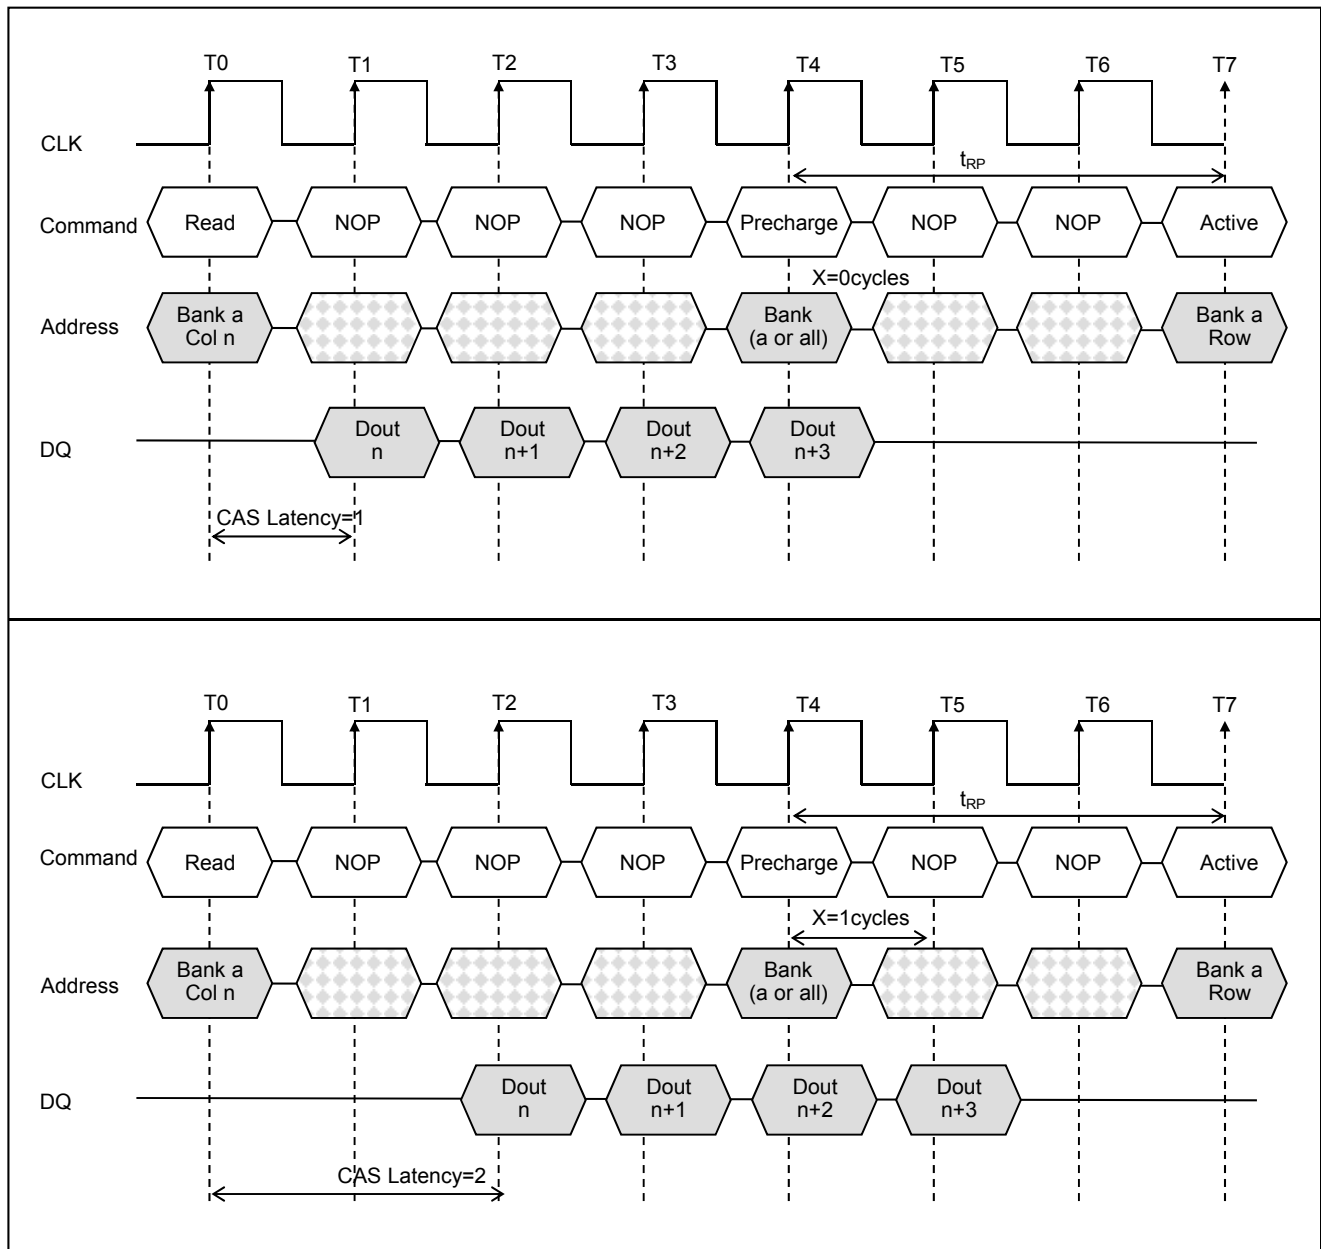 T0 T1 T2 T3 T4 T5 T6 T7
CLK
tRP
Command Read NOP NOP NOP Precharge NOP NOP Active
X=0cycles
Address Bank a Col n Bank (a or all) Bank a Row
DQ Dout n Dout n+1 Dout n+2 Dout n+3
CAS Latency=1
T0 T1 T2 T3 T4 T5 T6 T7
CLK
tRP
Command Read NOP NOP NOP Precharge NOP NOP Active
X=1cycles
Address Bank a Col n Bank (a or all) Bank a Row
DQ Dout n Dout n+1 Dout n+2 Dout n+3
CAS Latency=2